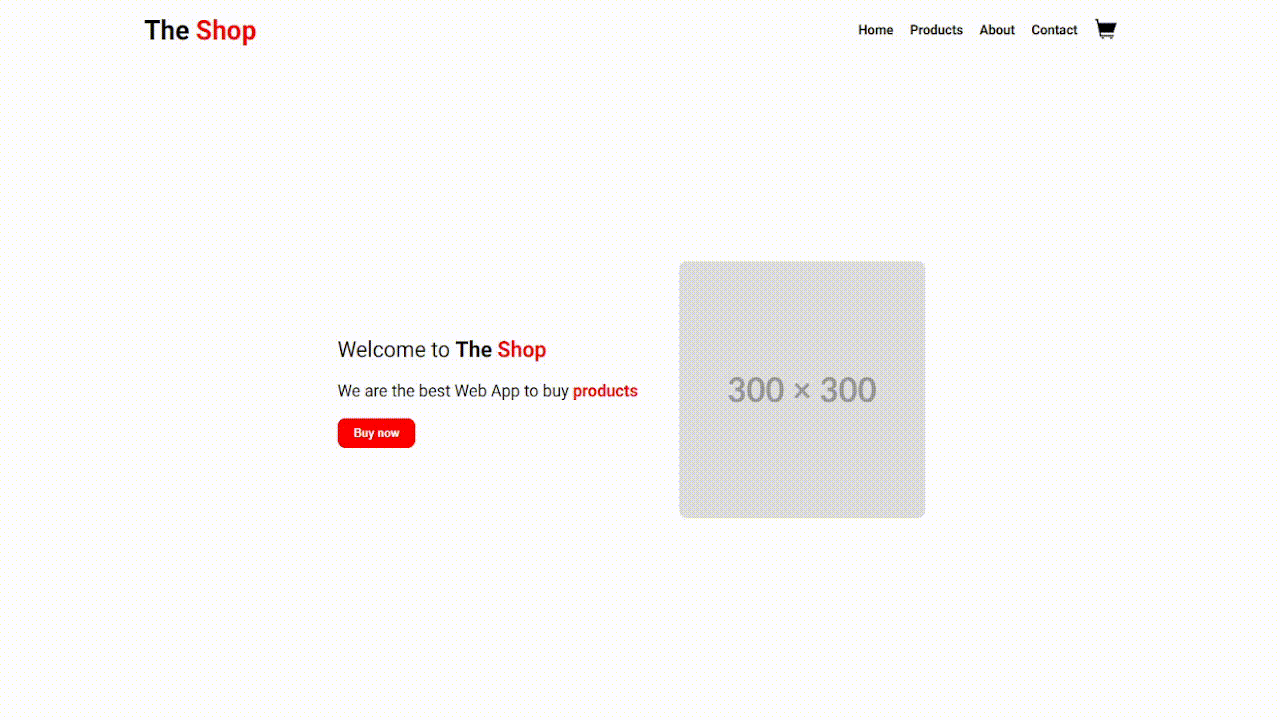 The Shop
Home Products About Contact
Welcome to The Shop
We are the best Web App to buy products
Buy now
300 × 300